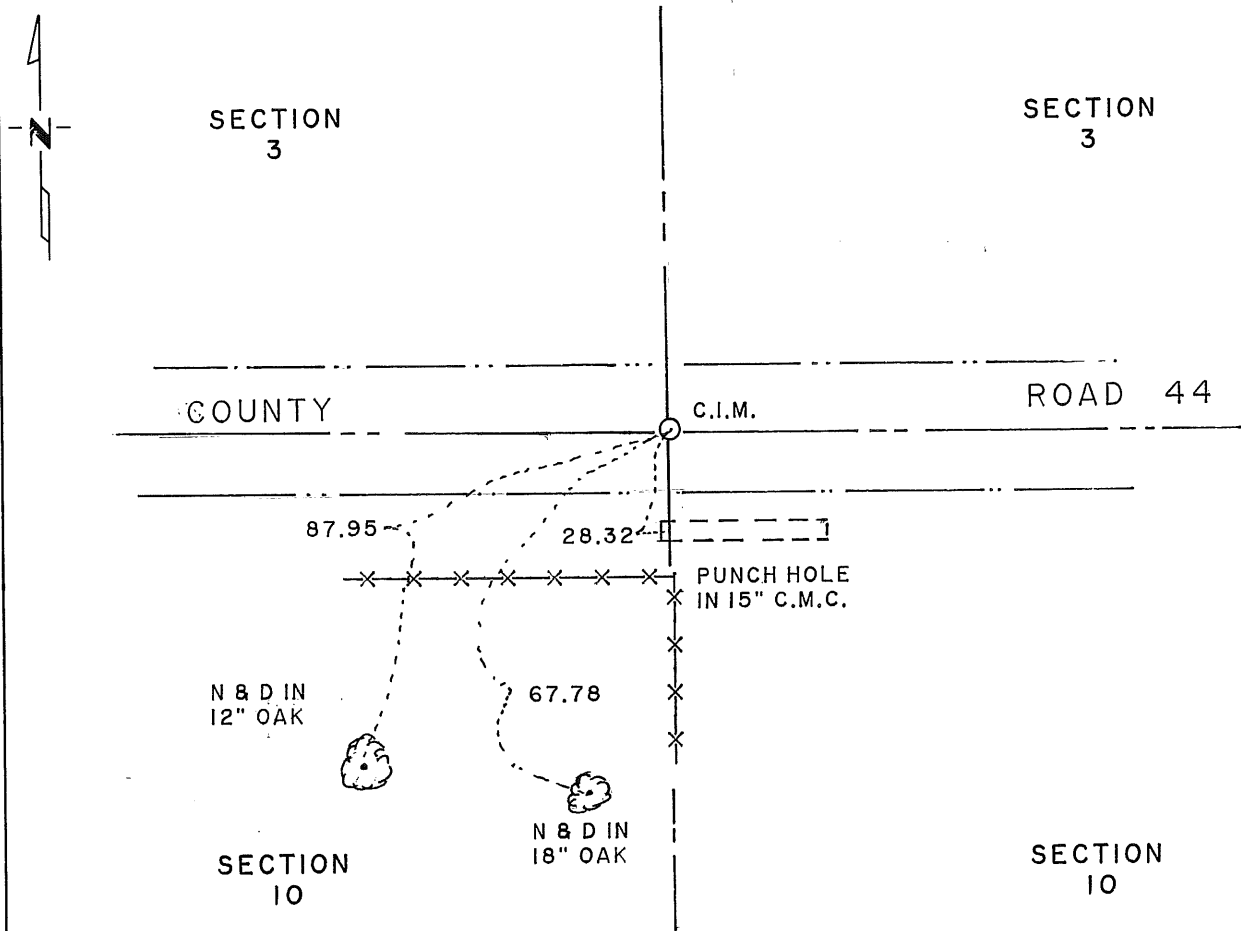 N
SECTION
3
SECTION
3
COUNTY
ROAD 44
C.I.M.
87.95
28.32
PUNCH HOLE
IN 15" C.M.C.
N & D IN
12" OAK
67.78
N & D IN
18" OAK
SECTION
10
SECTION
10